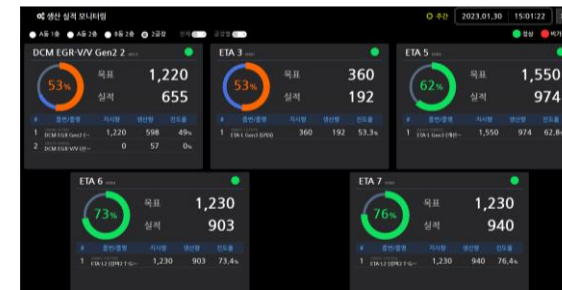 생산 실적 모니터링
주간 2023.01.30 15:01:22
A동 1층 A동 2층 B동 2층 2공장 전체 공정별 정상 비가
DCM EGR-V/V Gen2 2
53%
목표 1,220
실적 655
# 품번/품명 지시량 생산량 진도율
1 1,220 598 49%
2 0 57 0%
ETA 3
53%
목표 360
실적 192
# 품번/품명 지시량 생산량 진도율
1 360 192 53.3%
ETA 5
62%
목표 1,550
실적 974
# 품번/품명 지시량 생산량 진도율
1 1,550 974 62.8%
ETA 6
73%
목표 1,230
실적 903
# 품번/품명 지시량 생산량 진도율
1 1,230 903 73.4%
ETA 7
76%
목표 1,230
실적 940
# 품번/품명 지시량 생산량 진도율
1 1,230 940 76.4%